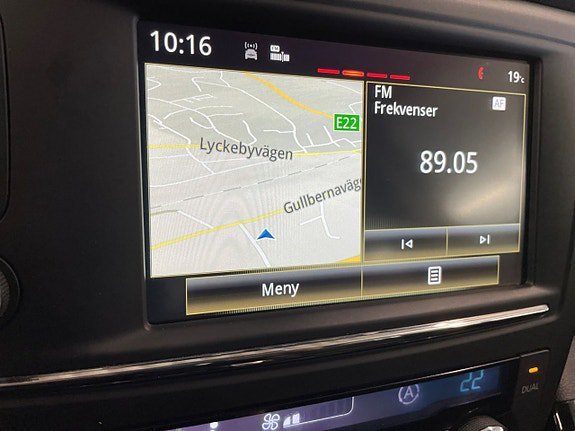 10:16
19°c
FM
AF
Frekvenser
E22
Lyckebyvägen
89.05
Gullbernaväg
Meny
A
22
DUAL